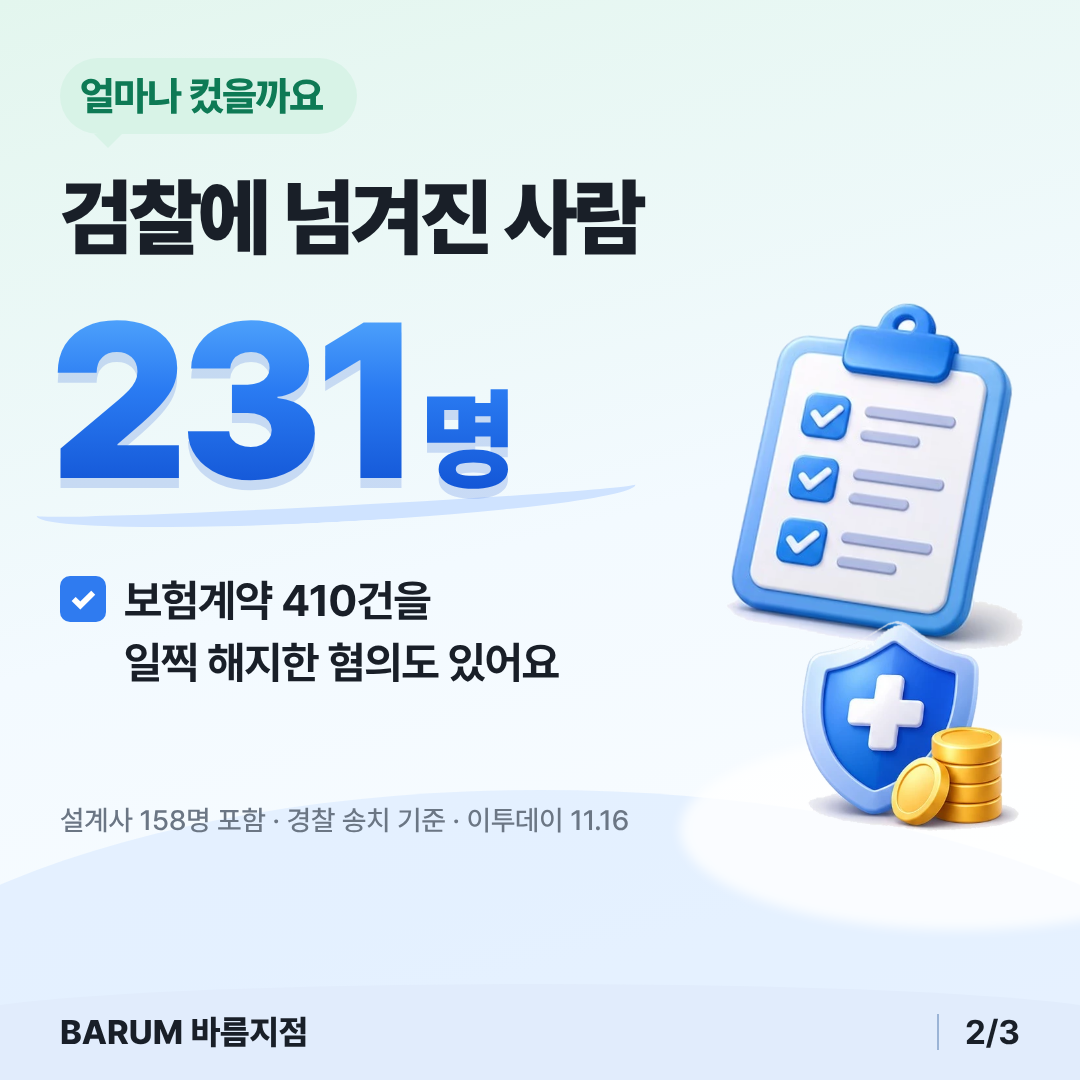 얼마나 컸을까요
검찰에 넘겨진 사람
231명
보험계약 410건을
일찍 해지한 혐의도 있어요
설계사 158명 포함 · 경찰 송치 기준 · 이투데이 11.16
BARUM 바름지점
2/3